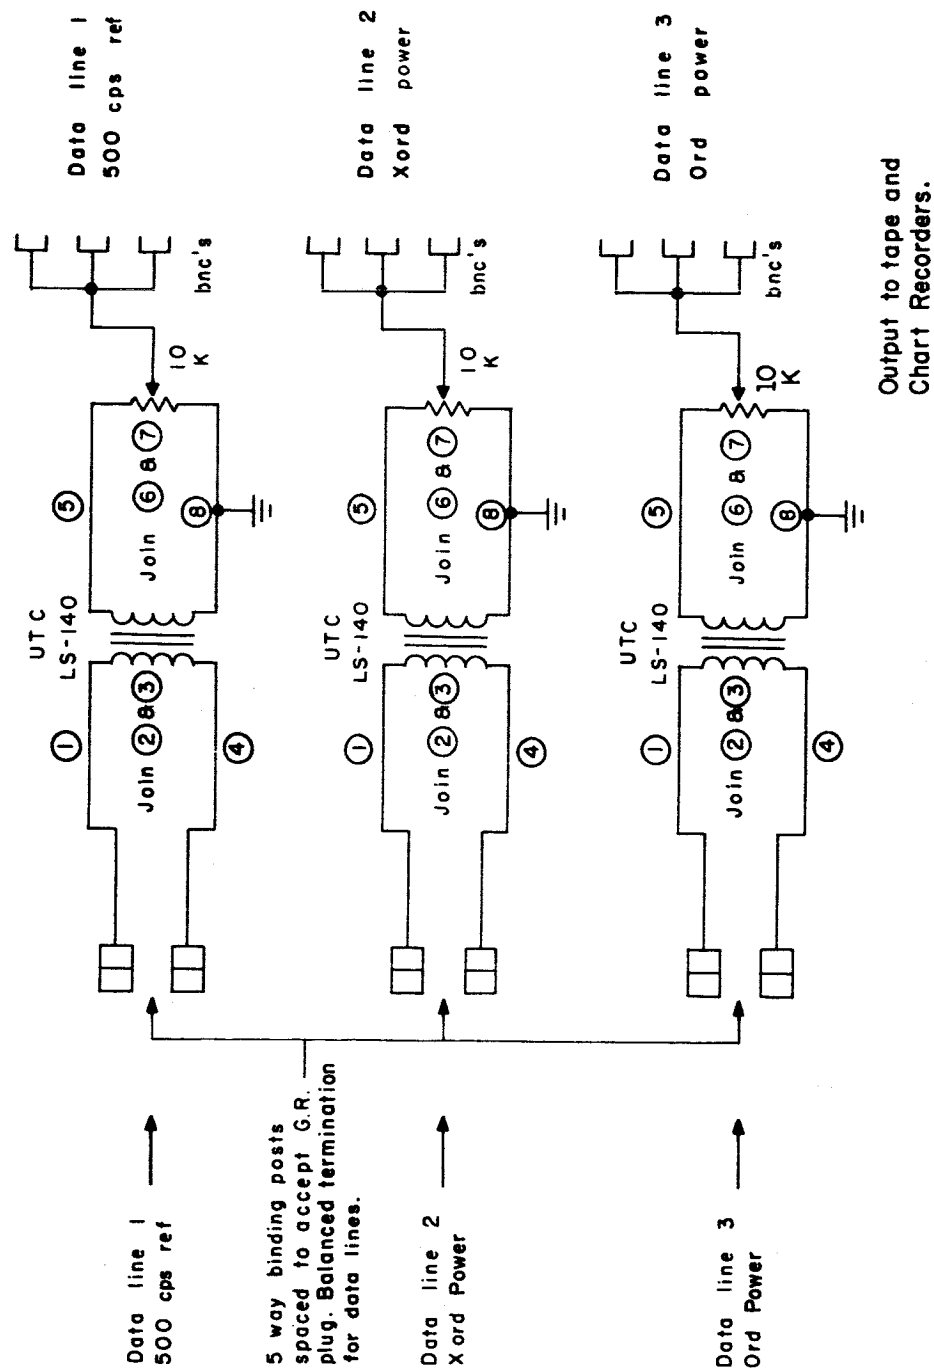 Data line 1
500 cps ref
5 way binding posts
spaced to accept G.R.
plug. Balanced termination
for data lines.
①
Join ② & ③
④
UTC
LS-140
⑤
Join ⑥ & ⑦
⑧
10
K
bnc's
Data line 1
500 cps ref
Data line 2
Xord Power
①
Join ② & ③
④
UTC
LS-140
⑤
Join ⑥ & ⑦
⑧
10
K
bnc's
Data line 2
Xord power
Data line 3
Ord Power
①
Join ② & ③
④
UTC
LS-140
⑤
Join ⑥ & ⑦
⑧
10
K
bnc's
Data line 3
Ord power
Output to tape and
Chart Recorders.